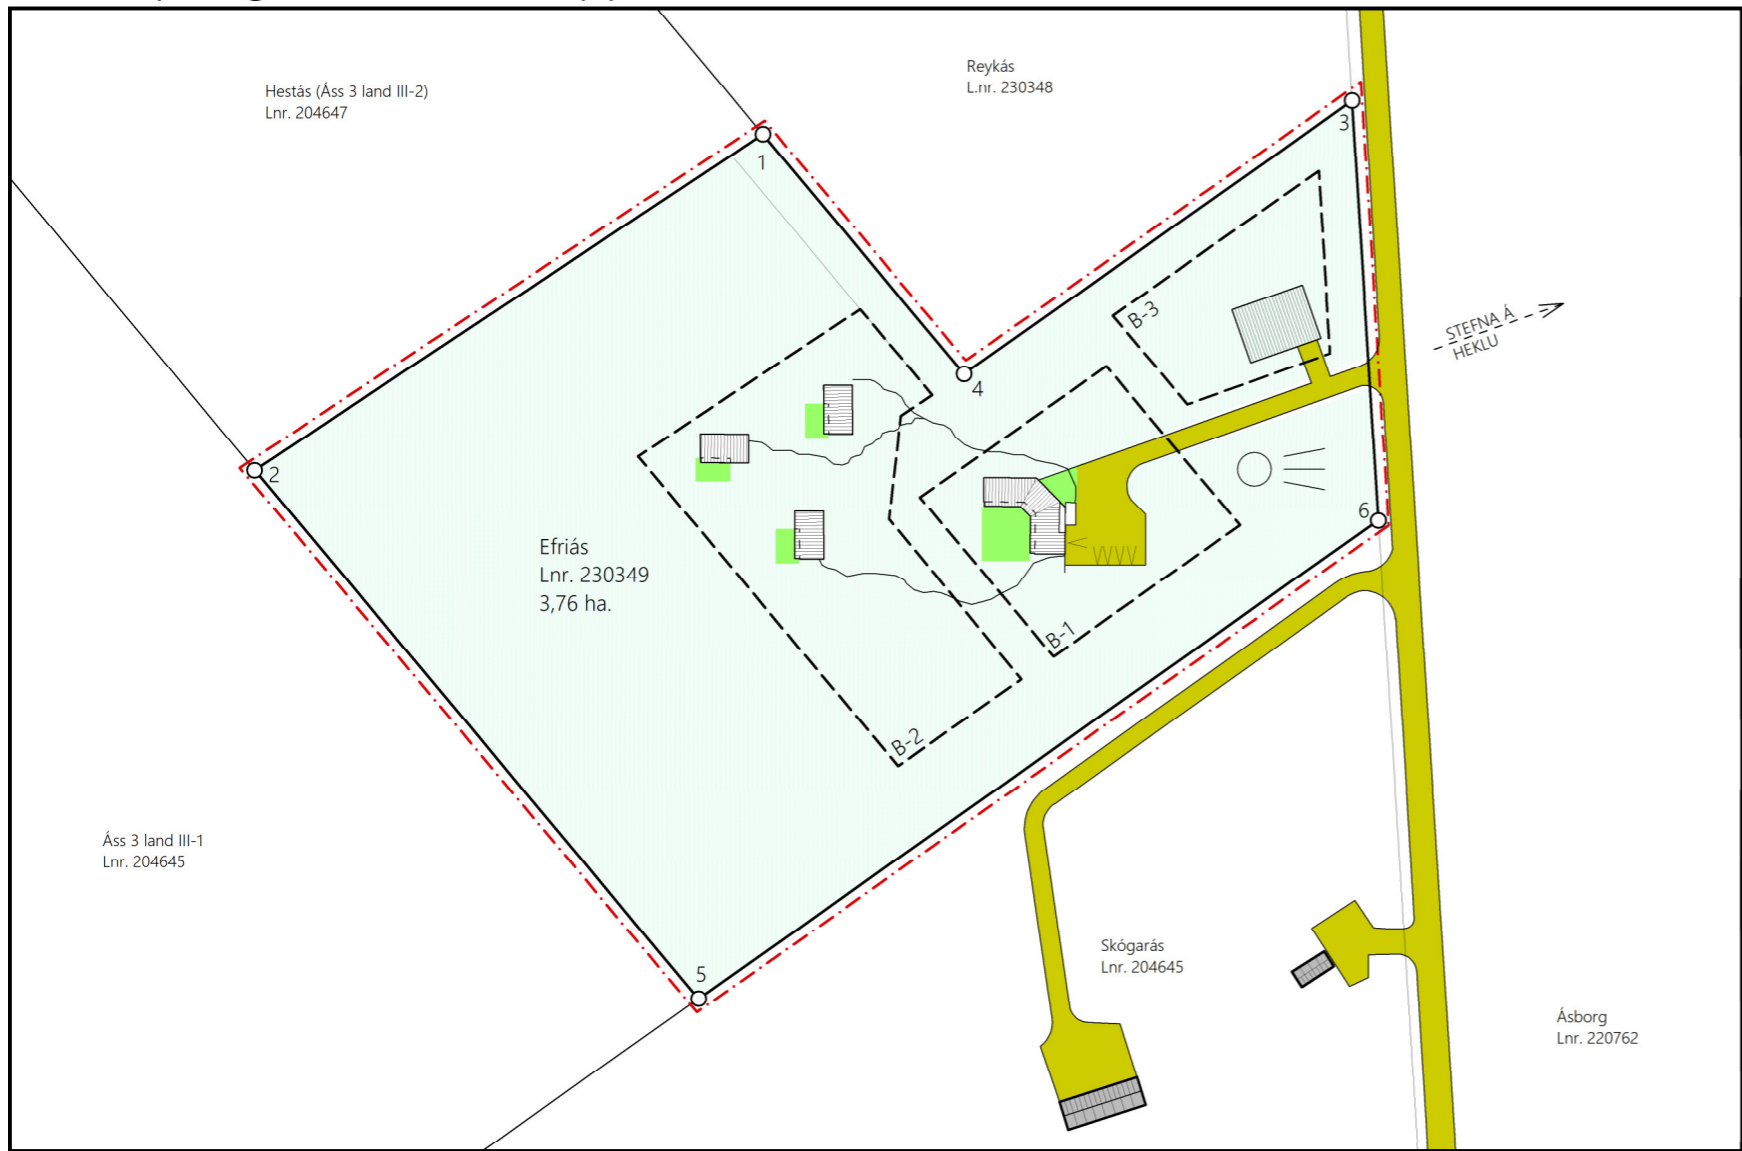 Hestás (Áss 3 land III-2)
Lnr. 204647
Reykás
L.nr. 230348
1
3
B-3
STEFNA Á
HEKLU
4
2
6
Efriás
Lnr. 230349
3,76 ha.
B-1
B-2
Áss 3 land III-1
Lnr. 204645
5
Skógarás
Lnr. 204645
Ásborg
Lnr. 220762